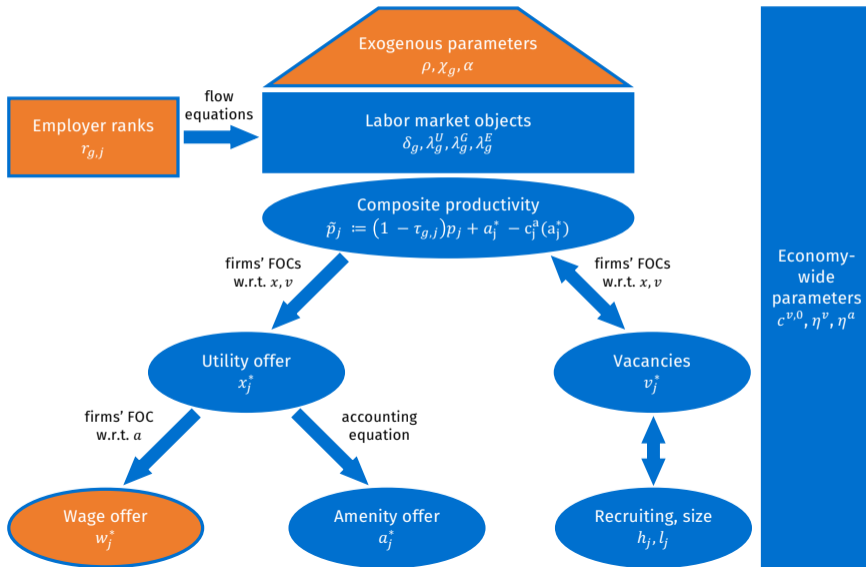 Exogenous parameters
ρ, χ_g, α
flow
equations
Employer ranks
r_{g,j}
Labor market objects
δ_g, λ_g^U, λ_g^G, λ_g^E
Composite productivity
p̃_j := (1 − τ_{g,j})p_j + a_j^* − c_j^a(a_j^*)
firms' FOCs
w.r.t. x, v
firms' FOCs
w.r.t. x, v
Economy-
wide
parameters
c^{v,0}, η^v, η^a
Utility offer
x_j^*
Vacancies
v_j^*
firms' FOC
w.r.t. a
accounting
equation
Wage offer
w_j^*
Amenity offer
a_j^*
Recruiting, size
h_j, l_j